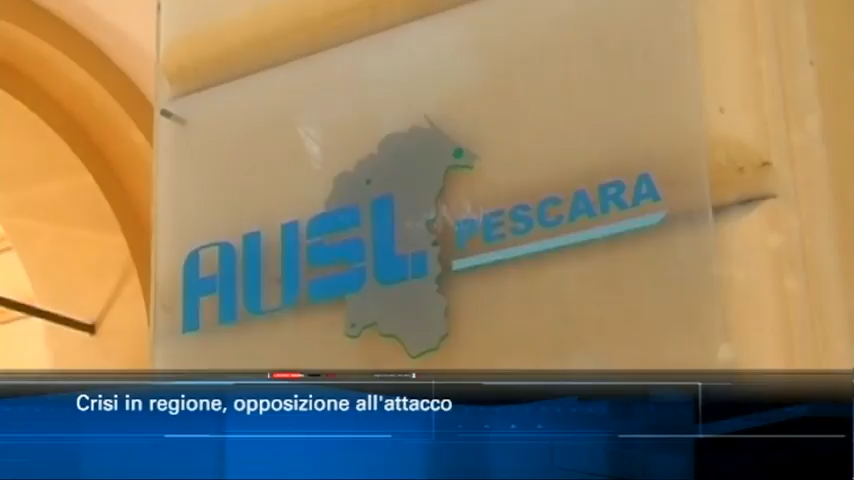 AUSL PESCARA
Crisi in regione, opposizione all'attacco